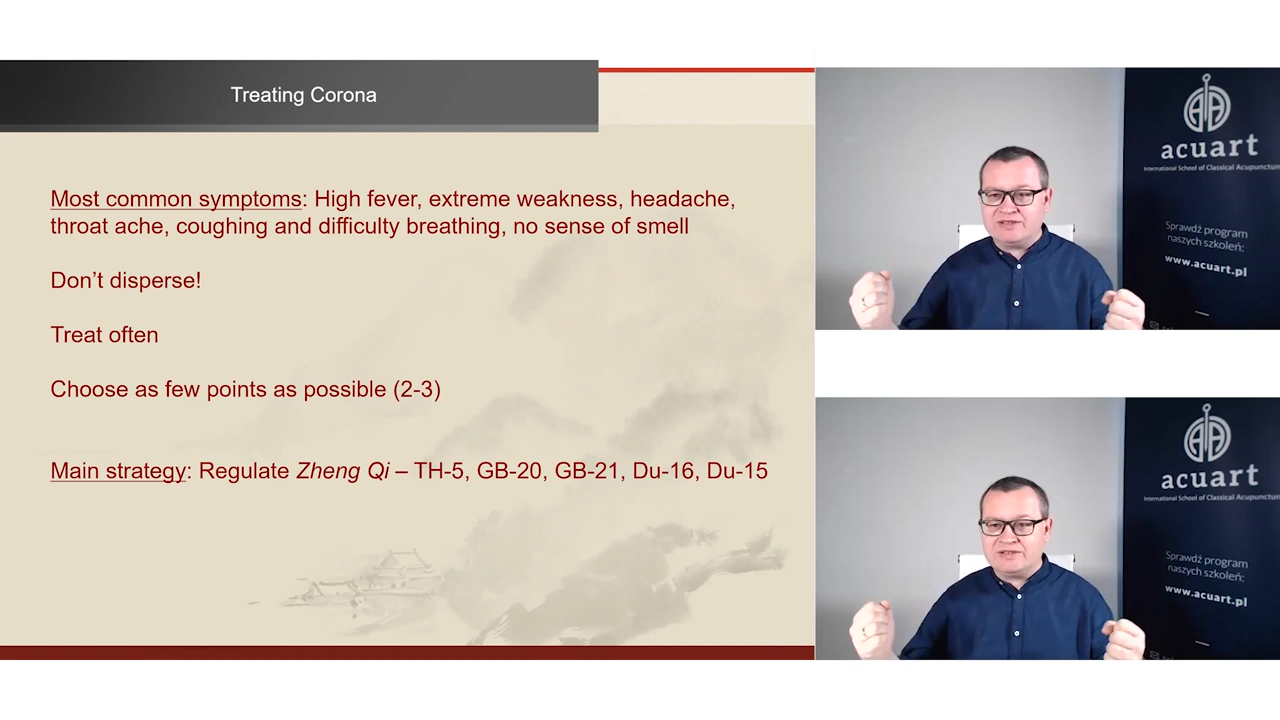 Treating Corona
Most common symptoms: High fever, extreme weakness, headache,
throat ache, coughing and difficulty breathing, no sense of smell
Don’t disperse!
Treat often
Choose as few points as possible (2-3)
Main strategy: Regulate Zheng Qi – TH-5, GB-20, GB-21, Du-16, Du-15
acuart
International School of Classical Acupunctur
Sprawdź program
naszych szkoleń:
www.acuart.pl
acuart
International School of Classical Acupunctur
Sprawdź program
naszych szkoleń:
www.acuart.pl